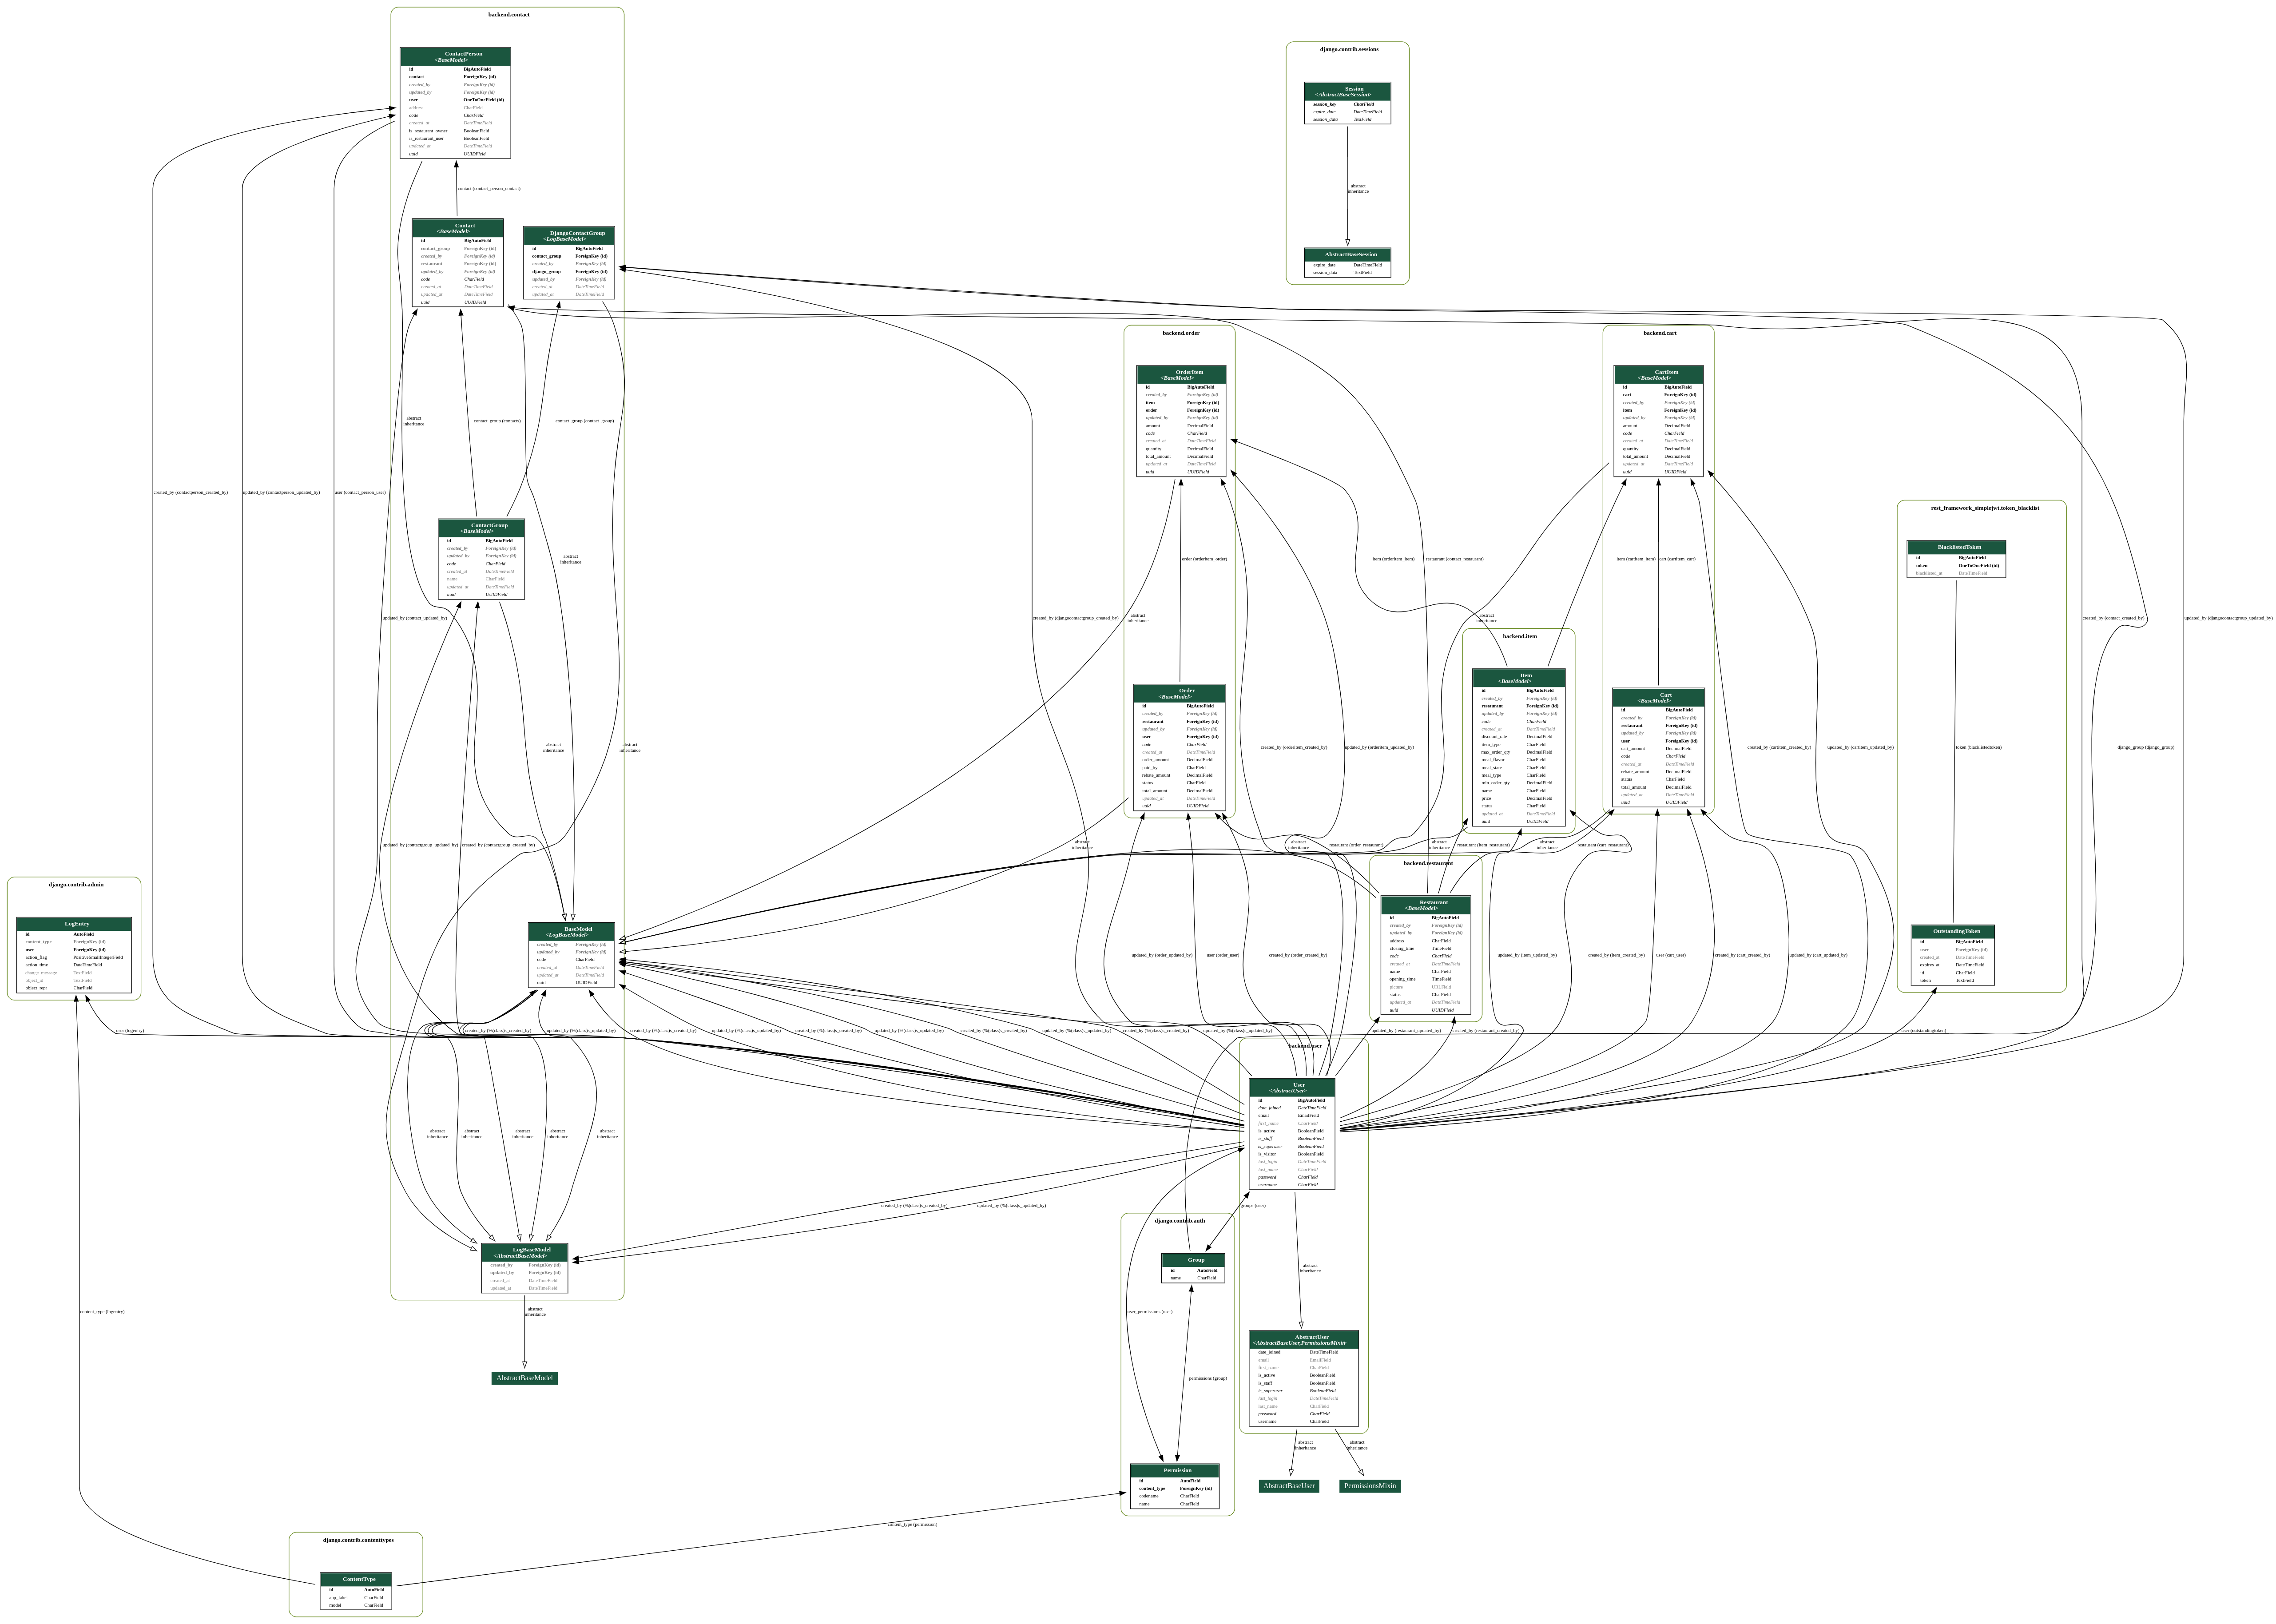 backend.contact
ContactPerson
<BaseModel>
id BigAutoField
contact ForeignKey (id)
created_by ForeignKey (id)
updated_by ForeignKey (id)
user OneToOneField (id)
address CharField
code CharField
created_at DateTimeField
is_restaurant_owner BooleanField
is_restaurant_user BooleanField
updated_at DateTimeField
uuid UUIDField
contact (contact_person_contact)
Contact
<BaseModel>
id BigAutoField
contact_group ForeignKey (id)
created_by ForeignKey (id)
restaurant ForeignKey (id)
updated_by ForeignKey (id)
code CharField
created_at DateTimeField
updated_at DateTimeField
uuid UUIDField
DjangoContactGroup
<LogBaseModel>
id BigAutoField
contact_group ForeignKey (id)
created_by ForeignKey (id)
django_group ForeignKey (id)
updated_by ForeignKey (id)
created_at DateTimeField
updated_at DateTimeField
django.contrib.sessions
Session
<AbstractBaseSession>
session_key CharField
expire_date DateTimeField
session_data TextField
abstract
inheritance
AbstractBaseSession
expire_date DateTimeField
session_data TextField
abstract
inheritance
contact_group (contacts)
contact_group (contact_group)
created_by (contactperson_created_by)
updated_by (contactperson_updated_by)
user (contact_person_user)
ContactGroup
<BaseModel>
id BigAutoField
created_by ForeignKey (id)
updated_by ForeignKey (id)
code CharField
created_at DateTimeField
name CharField
updated_at DateTimeField
uuid UUIDField
abstract
inheritance
updated_by (contact_updated_by)
abstract
inheritance
abstract
inheritance
updated_by (contactgroup_updated_by)
created_by (contactgroup_created_by)
backend.order
OrderItem
<BaseModel>
id BigAutoField
created_by ForeignKey (id)
item ForeignKey (id)
order ForeignKey (id)
updated_by ForeignKey (id)
amount DecimalField
code CharField
created_at DateTimeField
quantity DecimalField
total_amount DecimalField
updated_at DateTimeField
uuid UUIDField
order (orderitem_order)
item (orderitem_item)
restaurant (contact_restaurant)
created_by (djangocontactgroup_created_by)
abstract
inheritance
Order
<BaseModel>
id BigAutoField
created_by ForeignKey (id)
restaurant ForeignKey (id)
updated_by ForeignKey (id)
user ForeignKey (id)
code CharField
created_at DateTimeField
order_amount DecimalField
paid_by CharField
rebate_amount DecimalField
status CharField
total_amount DecimalField
updated_at DateTimeField
uuid UUIDField
created_by (orderitem_created_by)
updated_by (orderitem_updated_by)
backend.cart
CartItem
<BaseModel>
id BigAutoField
cart ForeignKey (id)
created_by ForeignKey (id)
item ForeignKey (id)
updated_by ForeignKey (id)
amount DecimalField
code CharField
created_at DateTimeField
quantity DecimalField
total_amount DecimalField
updated_at DateTimeField
uuid UUIDField
item (cartitem_item)
cart (cartitem_cart)
abstract
inheritance
backend.item
Item
<BaseModel>
id BigAutoField
created_by ForeignKey (id)
restaurant ForeignKey (id)
updated_by ForeignKey (id)
code CharField
created_at DateTimeField
discount_rate DecimalField
item_type CharField
max_order_qty DecimalField
meal_flavor CharField
meal_state CharField
meal_type CharField
min_order_qty DecimalField
name CharField
price DecimalField
status CharField
updated_at DateTimeField
uuid UUIDField
Cart
<BaseModel>
id BigAutoField
created_by ForeignKey (id)
restaurant ForeignKey (id)
updated_by ForeignKey (id)
user ForeignKey (id)
cart_amount DecimalField
code CharField
created_at DateTimeField
rebate_amount DecimalField
status CharField
total_amount DecimalField
updated_at DateTimeField
uuid UUIDField
created_by (cartitem_created_by)
updated_by (cartitem_updated_by)
rest_framework_simplejwt.token_blacklist
BlacklistedToken
id BigAutoField
token OneToOneField (id)
blacklisted_at DateTimeField
token (blacklistedtoken)
OutstandingToken
id BigAutoField
user ForeignKey (id)
created_at DateTimeField
expires_at DateTimeField
jti CharField
token TextField
created_by (contact_created_by)
updated_by (djangocontactgroup_updated_by)
django_group (django_group)
abstract
inheritance
abstract
inheritance
restaurant (order_restaurant)
abstract
inheritance
restaurant (item_restaurant)
abstract
inheritance
restaurant (cart_restaurant)
backend.restaurant
Restaurant
<BaseModel>
id BigAutoField
created_by ForeignKey (id)
updated_by ForeignKey (id)
address CharField
closing_time TimeField
code CharField
created_at DateTimeField
name CharField
opening_time TimeField
picture URLField
status CharField
updated_at DateTimeField
uuid UUIDField
django.contrib.admin
LogEntry
id AutoField
content_type ForeignKey (id)
user ForeignKey (id)
action_flag PositiveSmallIntegerField
action_time DateTimeField
change_message TextField
object_id TextField
object_repr CharField
abstract
inheritance
BaseModel
<LogBaseModel>
created_by ForeignKey (id)
updated_by ForeignKey (id)
code CharField
created_at DateTimeField
updated_at DateTimeField
uuid UUIDField
updated_by (order_updated_by)
user (order_user)
created_by (order_created_by)
updated_by (item_updated_by)
created_by (item_created_by)
user (cart_user)
created_by (cart_created_by)
updated_by (cart_updated_by)
user (logentry)
created_by (%(class)s_created_by)
updated_by (%(class)s_updated_by)
created_by (%(class)s_created_by)
updated_by (%(class)s_updated_by)
created_by (%(class)s_created_by)
updated_by (%(class)s_updated_by)
created_by (%(class)s_created_by)
updated_by (%(class)s_updated_by)
created_by (%(class)s_created_by)
updated_by (%(class)s_updated_by)
updated_by (restaurant_updated_by)
created_by (restaurant_created_by)
user (outstandingtoken)
backend.user
User
<AbstractUser>
id BigAutoField
date_joined DateTimeField
email EmailField
first_name CharField
is_active BooleanField
is_staff BooleanField
is_superuser BooleanField
is_visitor BooleanField
last_login DateTimeField
last_name CharField
password CharField
username CharField
abstract
inheritance
abstract
inheritance
abstract
inheritance
abstract
inheritance
abstract
inheritance
created_by (%(class)s_created_by)
updated_by (%(class)s_updated_by)
groups (user)
LogBaseModel
<AbstractBaseModel>
created_by ForeignKey (id)
updated_by ForeignKey (id)
created_at DateTimeField
updated_at DateTimeField
django.contrib.auth
Group
id AutoField
name CharField
abstract
inheritance
content_type (logentry)
abstract
inheritance
user_permissions (user)
AbstractBaseModel
permissions (group)
AbstractUser
<AbstractBaseUser,PermissionsMixin>
date_joined DateTimeField
email EmailField
first_name CharField
is_active BooleanField
is_staff BooleanField
is_superuser BooleanField
last_login DateTimeField
last_name CharField
password CharField
username CharField
abstract
inheritance
abstract
inheritance
AbstractBaseUser
PermissionsMixin
Permission
id AutoField
content_type ForeignKey (id)
codename CharField
name CharField
content_type (permission)
django.contrib.contenttypes
ContentType
id AutoField
app_label CharField
model CharField